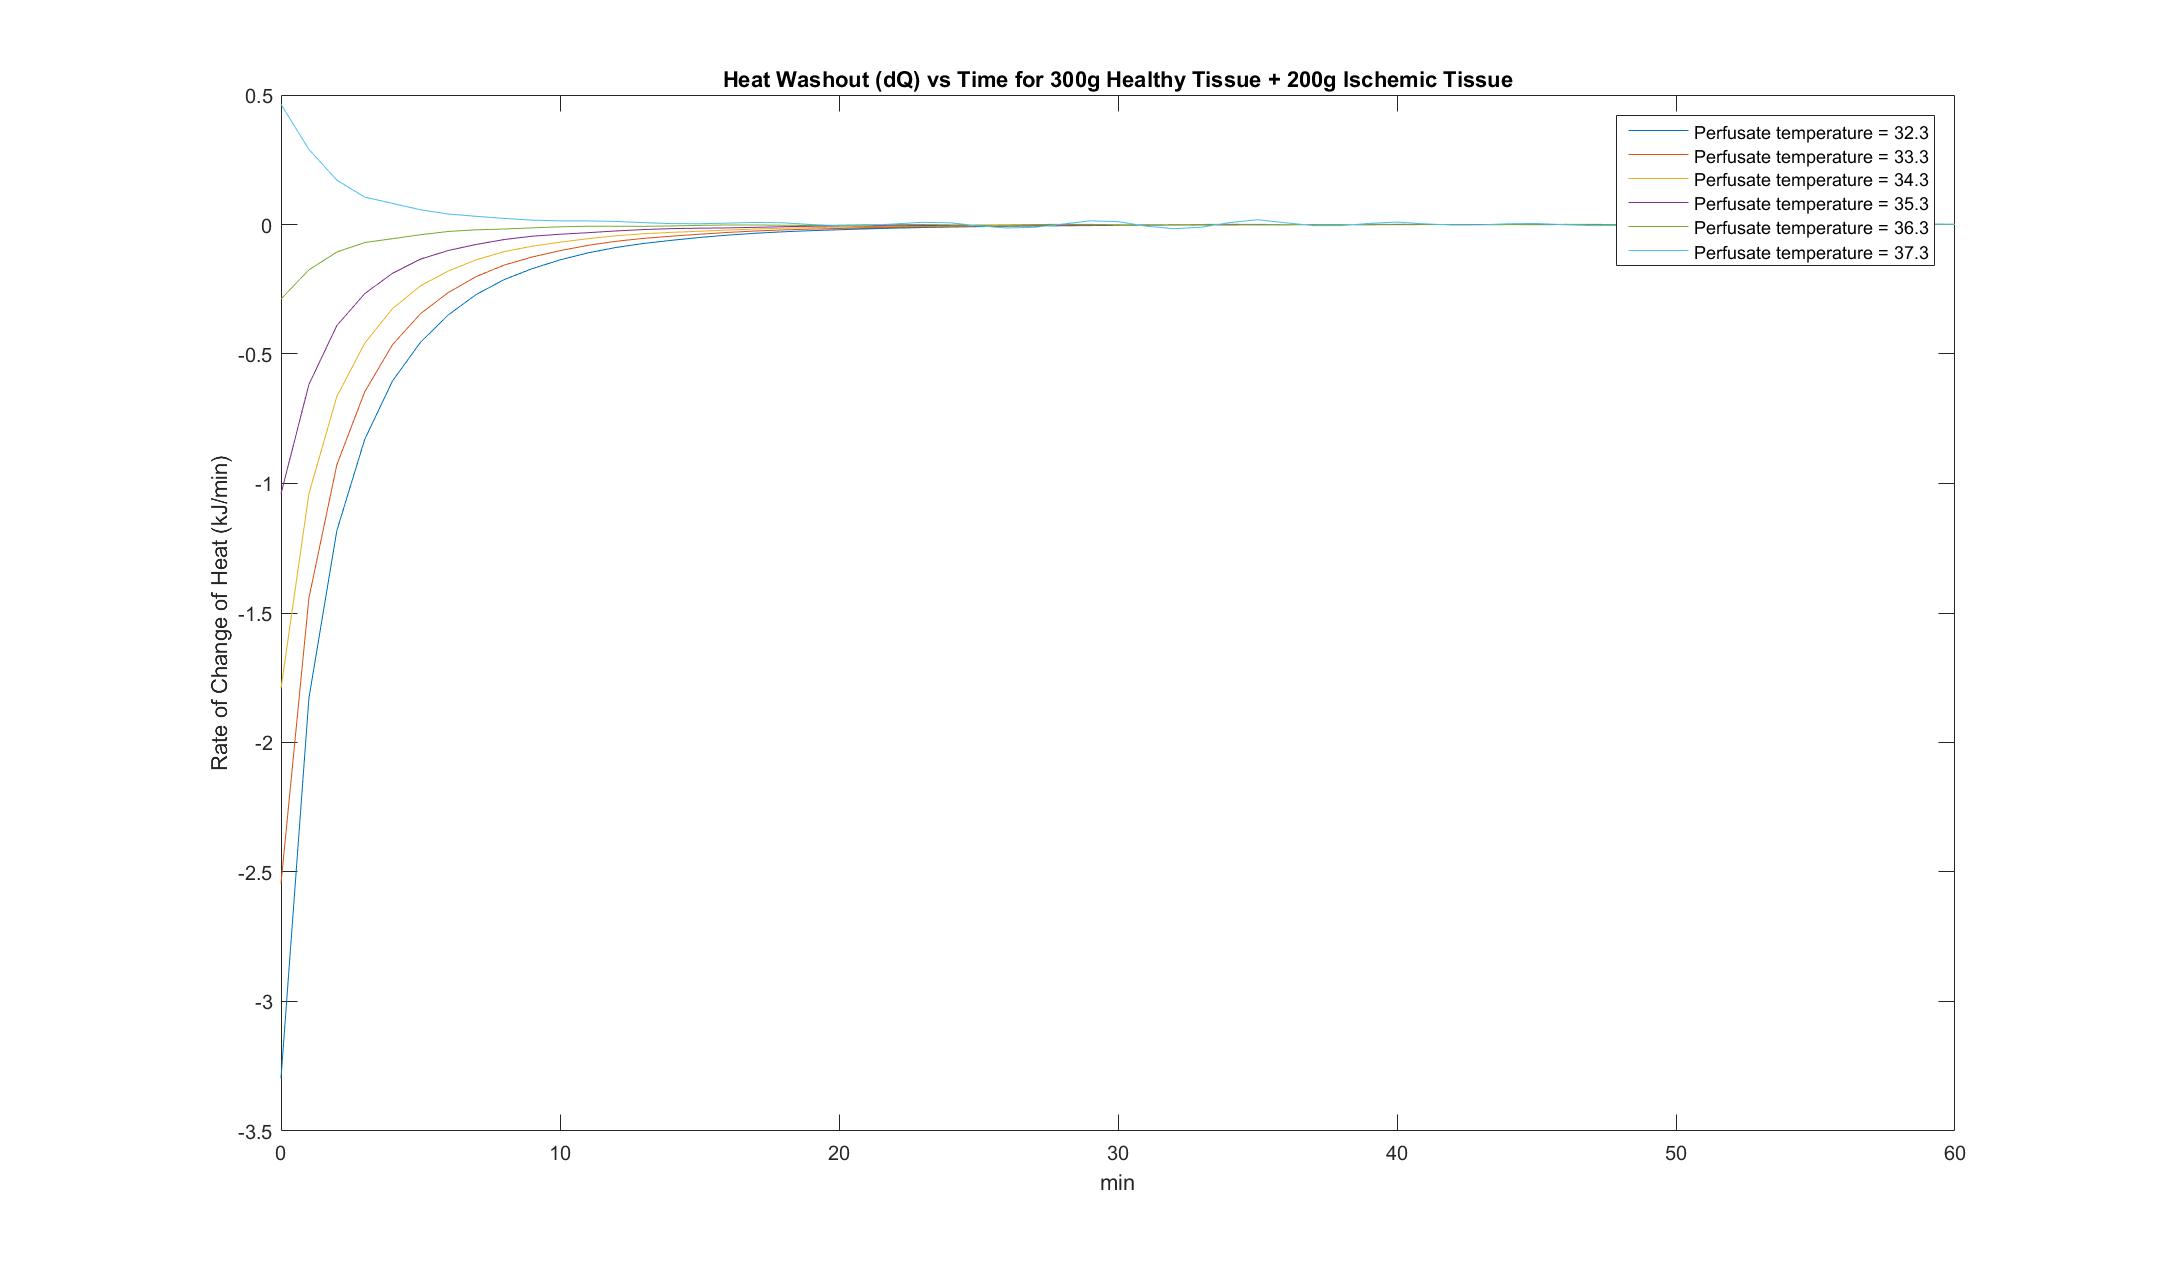 Heat Washout (dQ) vs Time for 300g Healthy Tissue + 200g Ischemic Tissue
0.5
0
-0.5
-1
-1.5
-2
-2.5
-3
-3.5
Rate of Change of Heat (kJ/min)
Perfusate temperature = 32.3
Perfusate temperature = 33.3
Perfusate temperature = 34.3
Perfusate temperature = 35.3
Perfusate temperature = 36.3
Perfusate temperature = 37.3
0 10 20 30 40 50 60
min